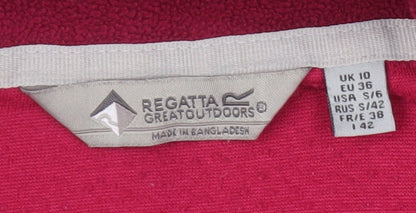 REGATTA
GREAT OUTDOORS®
MADE IN BANGLADESH
UK 10
EU 36
USA S/6
RUS S/42
FR/E 38
I 42